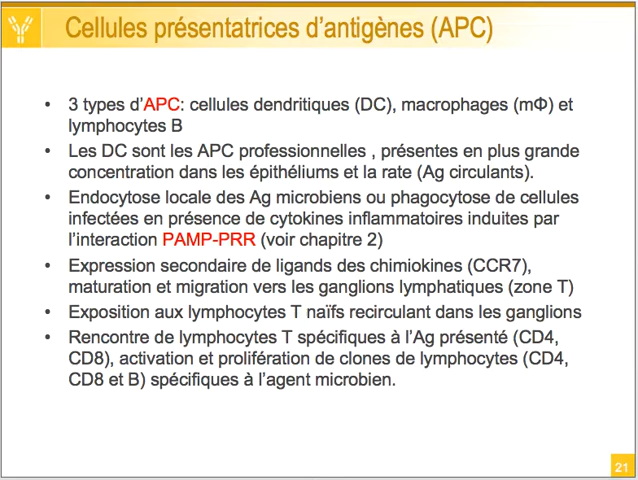 Cellules présentatrices d'antigènes (APC)
• 3 types d'APC: cellules dendritiques (DC), macrophages (mΦ) et
lymphocytes B
• Les DC sont les APC professionnelles , présentes en plus grande
concentration dans les épithéliums et la rate (Ag circulants).
• Endocytose locale des Ag microbiens ou phagocytose de cellules
infectées en présence de cytokines inflammatoires induites par
l'interaction PAMP-PRR (voir chapitre 2)
• Expression secondaire de ligands des chimiokines (CCR7),
maturation et migration vers les ganglions lymphatiques (zone T)
• Exposition aux lymphocytes T naïfs recirculant dans les ganglions
• Rencontre de lymphocytes T spécifiques à l'Ag présenté (CD4,
CD8), activation et prolifération de clones de lymphocytes (CD4,
CD8 et B) spécifiques à l'agent microbien.
21